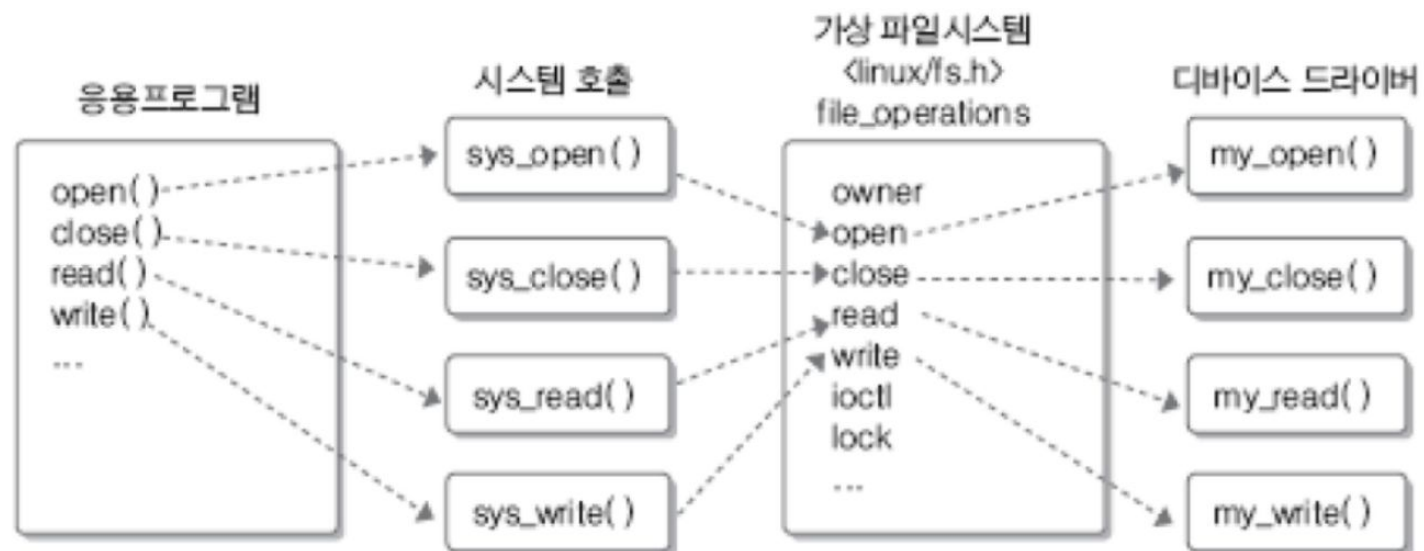 응용프로그램
open( )
close( )
read( )
write( )
...
시스템 호출
sys_open( )
sys_close( )
sys_read( )
sys_write( )
가상 파일시스템
<linux/fs.h>
file_operations
owner
open
close
read
write
ioctl
lock
...
디바이스 드라이버
my_open( )
my_close( )
my_read( )
my_write( )